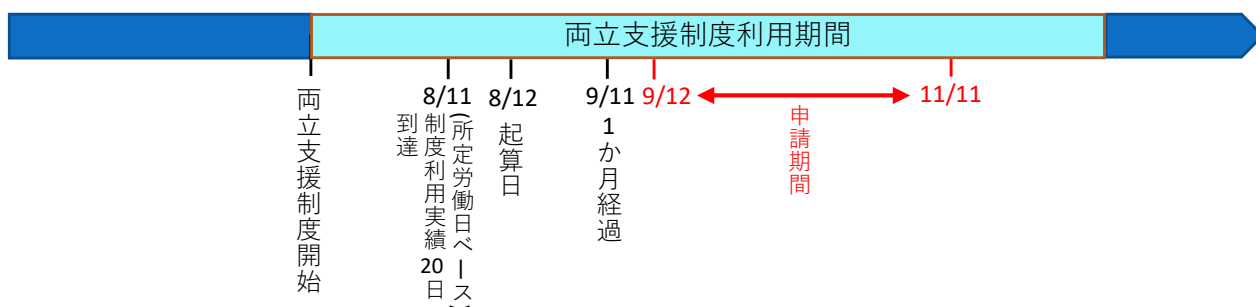 両立支援制度利用期間
両立支援制度開始
8/11
(所定労働日ベース)
制度利用実績20日
到達
8/12
起算日
9/11
1か月経過
9/12
申請期間
11/11